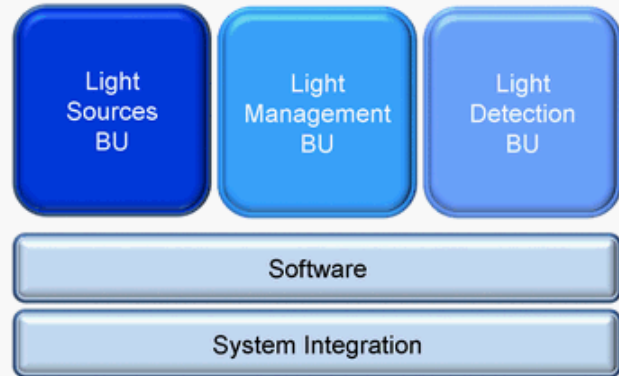 Light
Sources
BU
Light
Management
BU
Light
Detection
BU
Software
System Integration